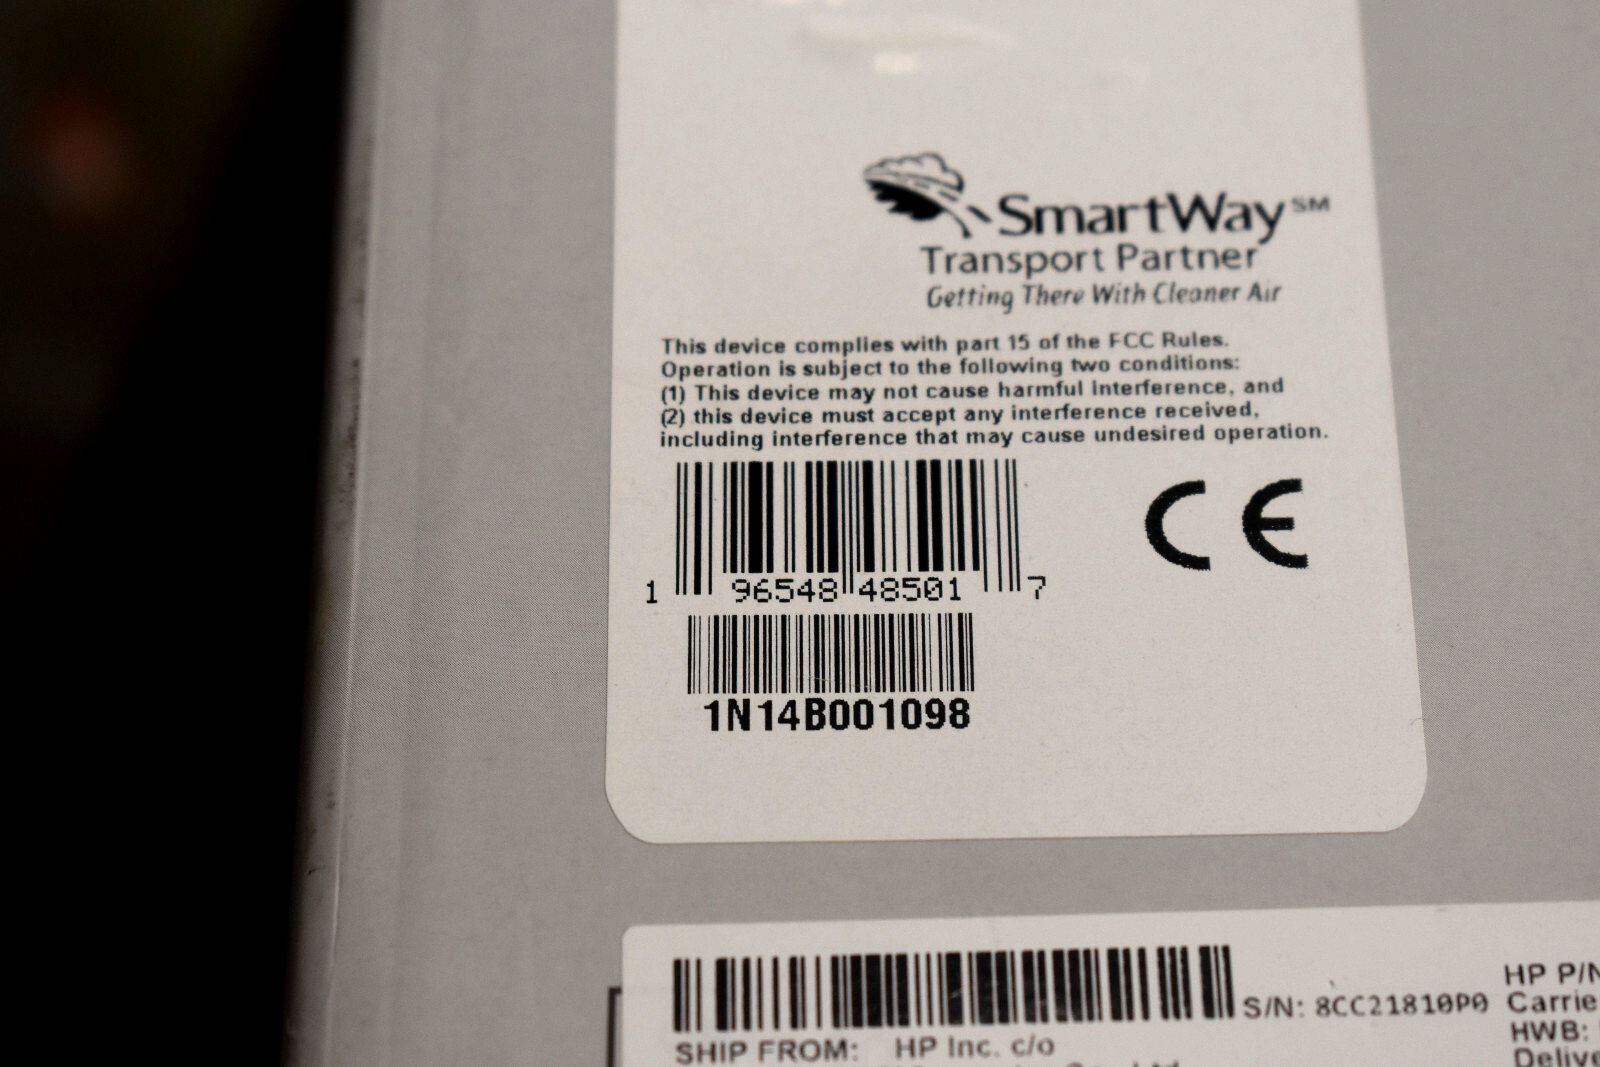 SmartWay℠
Transport Partner
Getting There With Cleaner Air
This device complies with part 15 of the FCC Rules.
Operation is subject to the following two conditions:
(1) This device may not cause harmful interference, and
(2) this device must accept any interference received,
including interference that may cause undesired operation.
CE
1 96548 48501 7
1N14B001098
S/N: 8CC21810P0
HP P/N
Carrie
HWB:
Delive
SHIP FROM: HP Inc. c/o